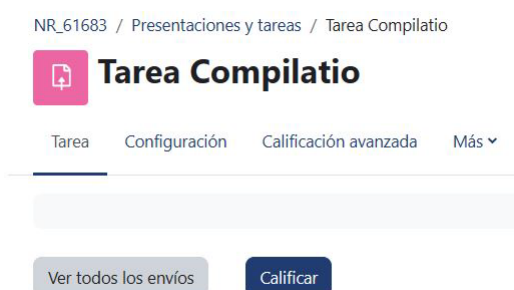 NR_61683 / Presentaciones y tareas / Tarea Compilatio
Tarea Compilatio
Tarea Configuración Calificación avanzada Más
Ver todos los envíos Calificar